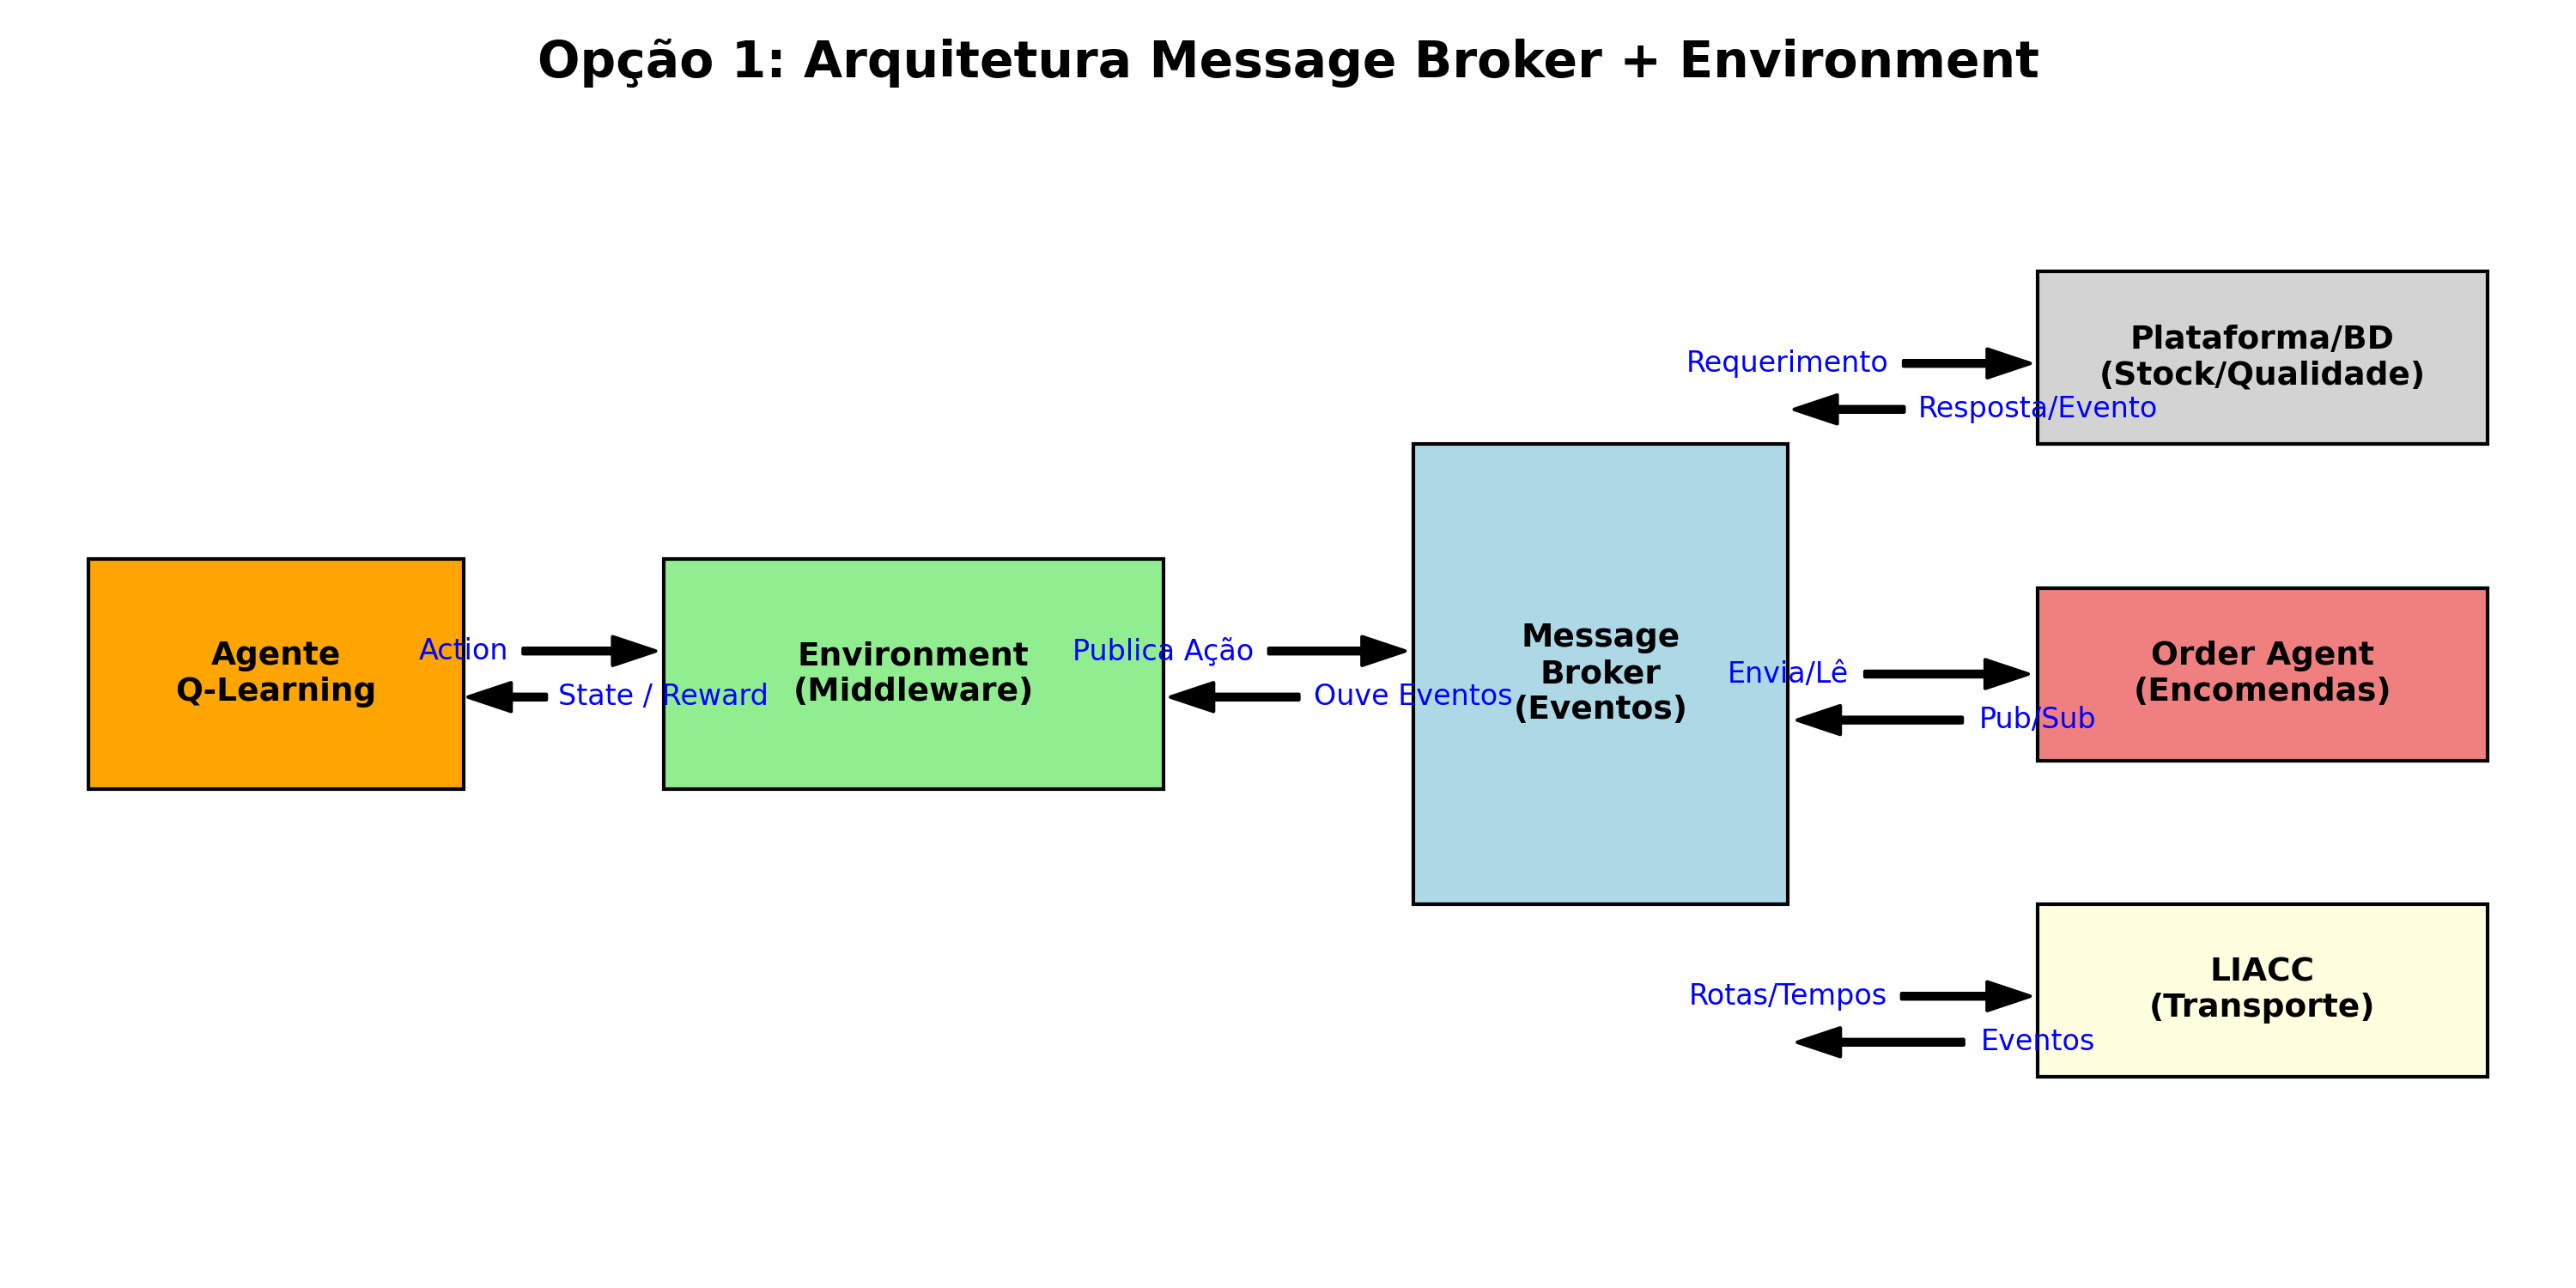 Opção 1: Arquitetura Message Broker + Environment
Agente
Q-Learning
Action
State / Reward
Environment
(Middleware)
Publica Ação
Ouve Eventos
Message
Broker
(Eventos)
Requerimento
Resposta/Evento
Plataforma/BD
(Stock/Qualidade)
Envia/Lê
Pub/Sub
Order Agent
(Encomendas)
Rotas/Tempos
Eventos
LIACC
(Transporte)